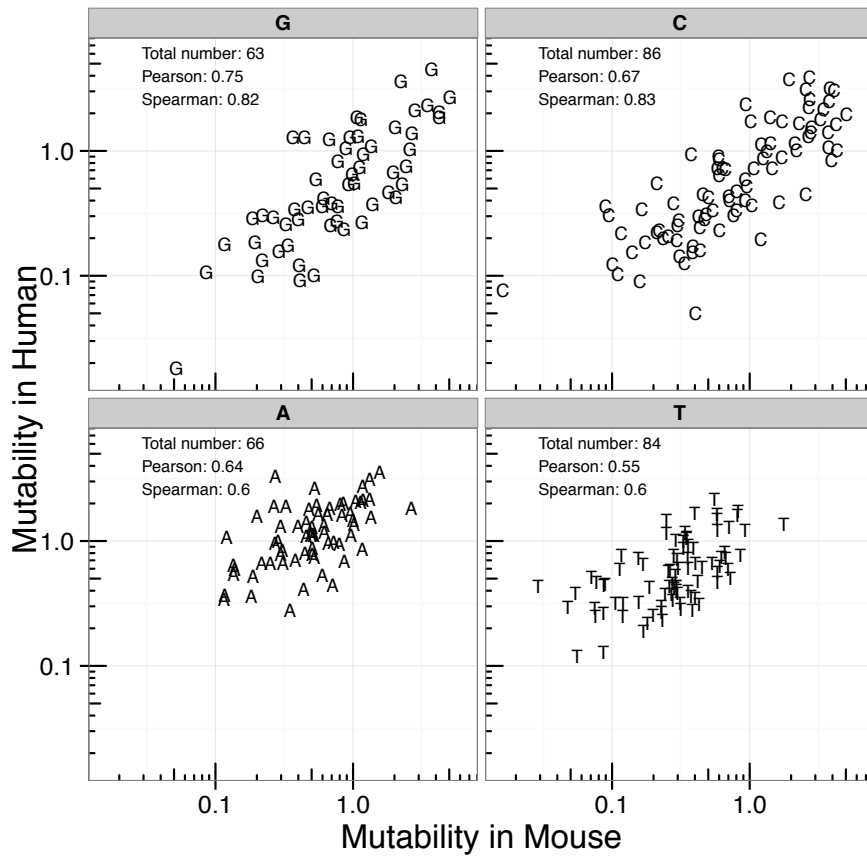 G
Total number: 63
Pearson: 0.75
Spearman: 0.82
C
Total number: 86
Pearson: 0.67
Spearman: 0.83
1.0
0.1
A
Total number: 66
Pearson: 0.64
Spearman: 0.6
T
Total number: 84
Pearson: 0.55
Spearman: 0.6
1.0
0.1
0.1
1.0
0.1
1.0
Mutability in Human
Mutability in Mouse